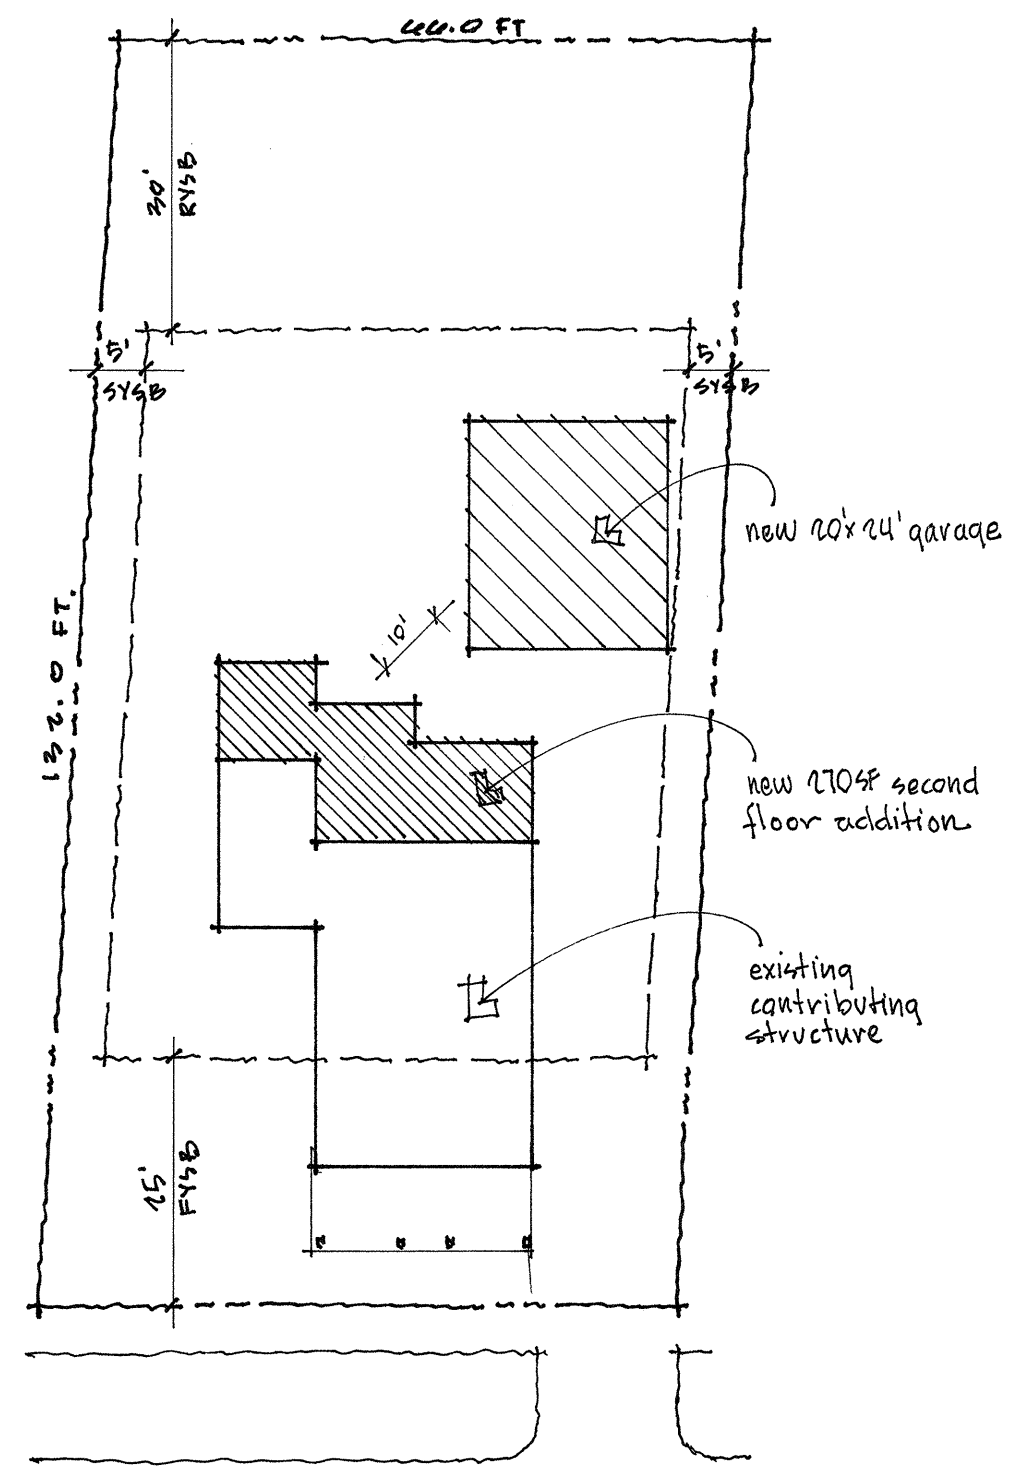 66.0 FT
30'
RYSB
5'
SYSB
5'
SYSB
new 20'x24' garage
10'
132.0 FT.
new 270SF second
floor addition
existing
contributing
structure
25'
FYSB